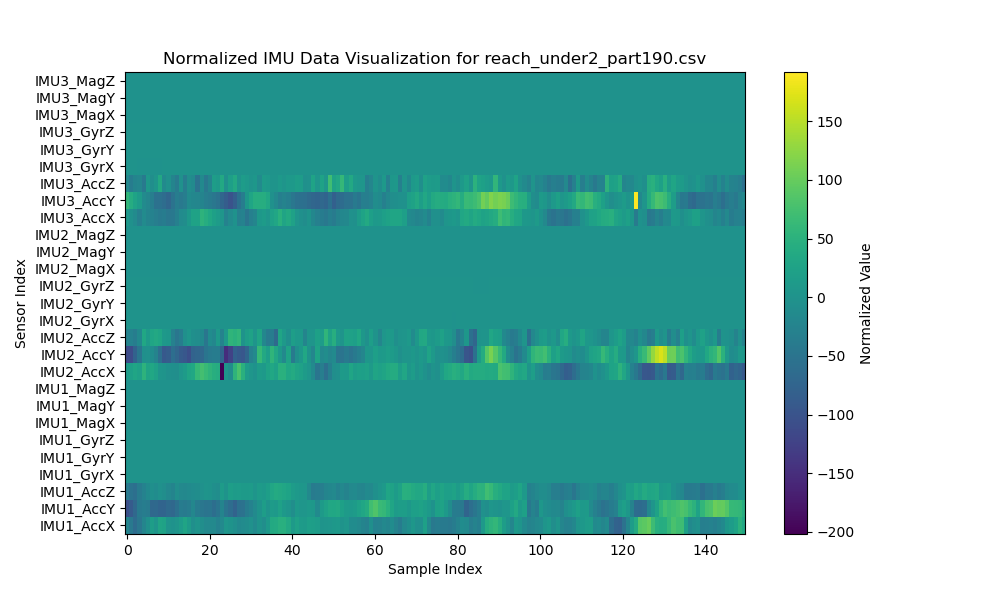 Normalized IMU Data Visualization for reach_under2_part190.csv
IMU3_MagZ
IMU3_MagY
IMU3_MagX
IMU3_GyrZ
IMU3_GyrY
IMU3_GyrX
IMU3_AccZ
IMU3_AccY
IMU3_AccX
IMU2_MagZ
IMU2_MagY
IMU2_MagX
IMU2_GyrZ
IMU2_GyrY
IMU2_GyrX
IMU2_AccZ
IMU2_AccY
IMU2_AccX
IMU1_MagZ
IMU1_MagY
IMU1_MagX
IMU1_GyrZ
IMU1_GyrY
IMU1_GyrX
IMU1_AccZ
IMU1_AccY
IMU1_AccX
Sensor Index
0 20 40 60 80 100 120 140
Sample Index
150
100
50
0
−50
−100
−150
−200
Normalized Value